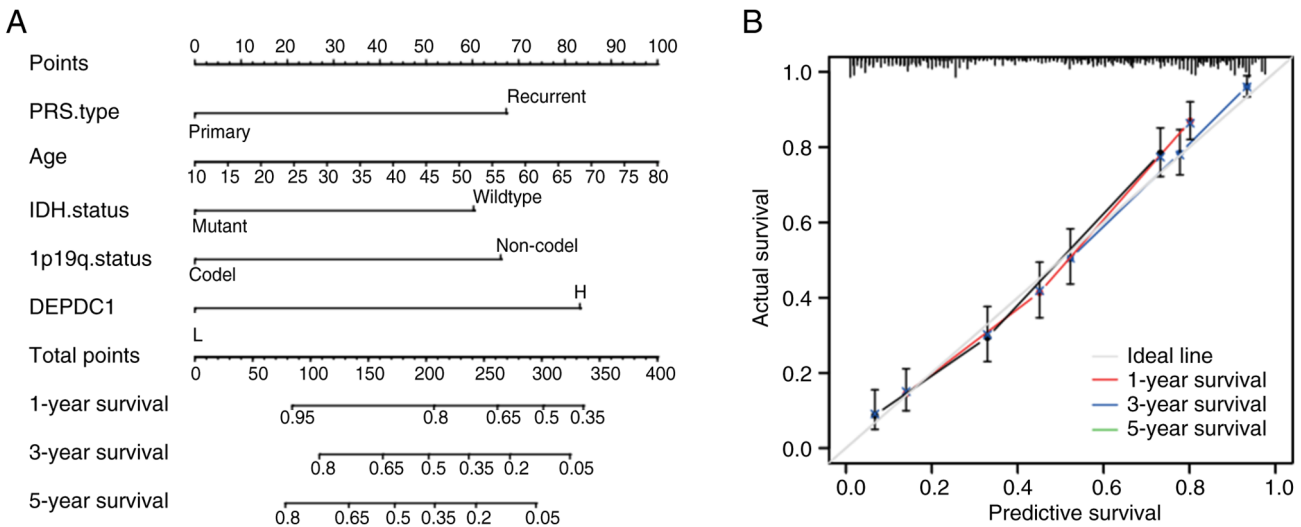 A
Points
0 10 20 30 40 50 60 70 80 90 100
PRS.type
Primary
Recurrent
Age
10 15 20 25 30 35 40 45 50 55 60 65 70 75 80
IDH.status
Mutant
Wildtype
1p19q.status
Codel
Non-codel
DEPDC1
L
H
Total points
0 50 100 150 200 250 300 350 400
1-year survival
0.95 0.8 0.65 0.5 0.35
3-year survival
0.8 0.65 0.5 0.35 0.2 0.05
5-year survival
0.8 0.65 0.5 0.35 0.2 0.05
B
Actual survival
1.0
0.8
0.6
0.4
0.2
0.0
Ideal line
1-year survival
3-year survival
5-year survival
0.0 0.2 0.4 0.6 0.8 1.0
Predictive survival